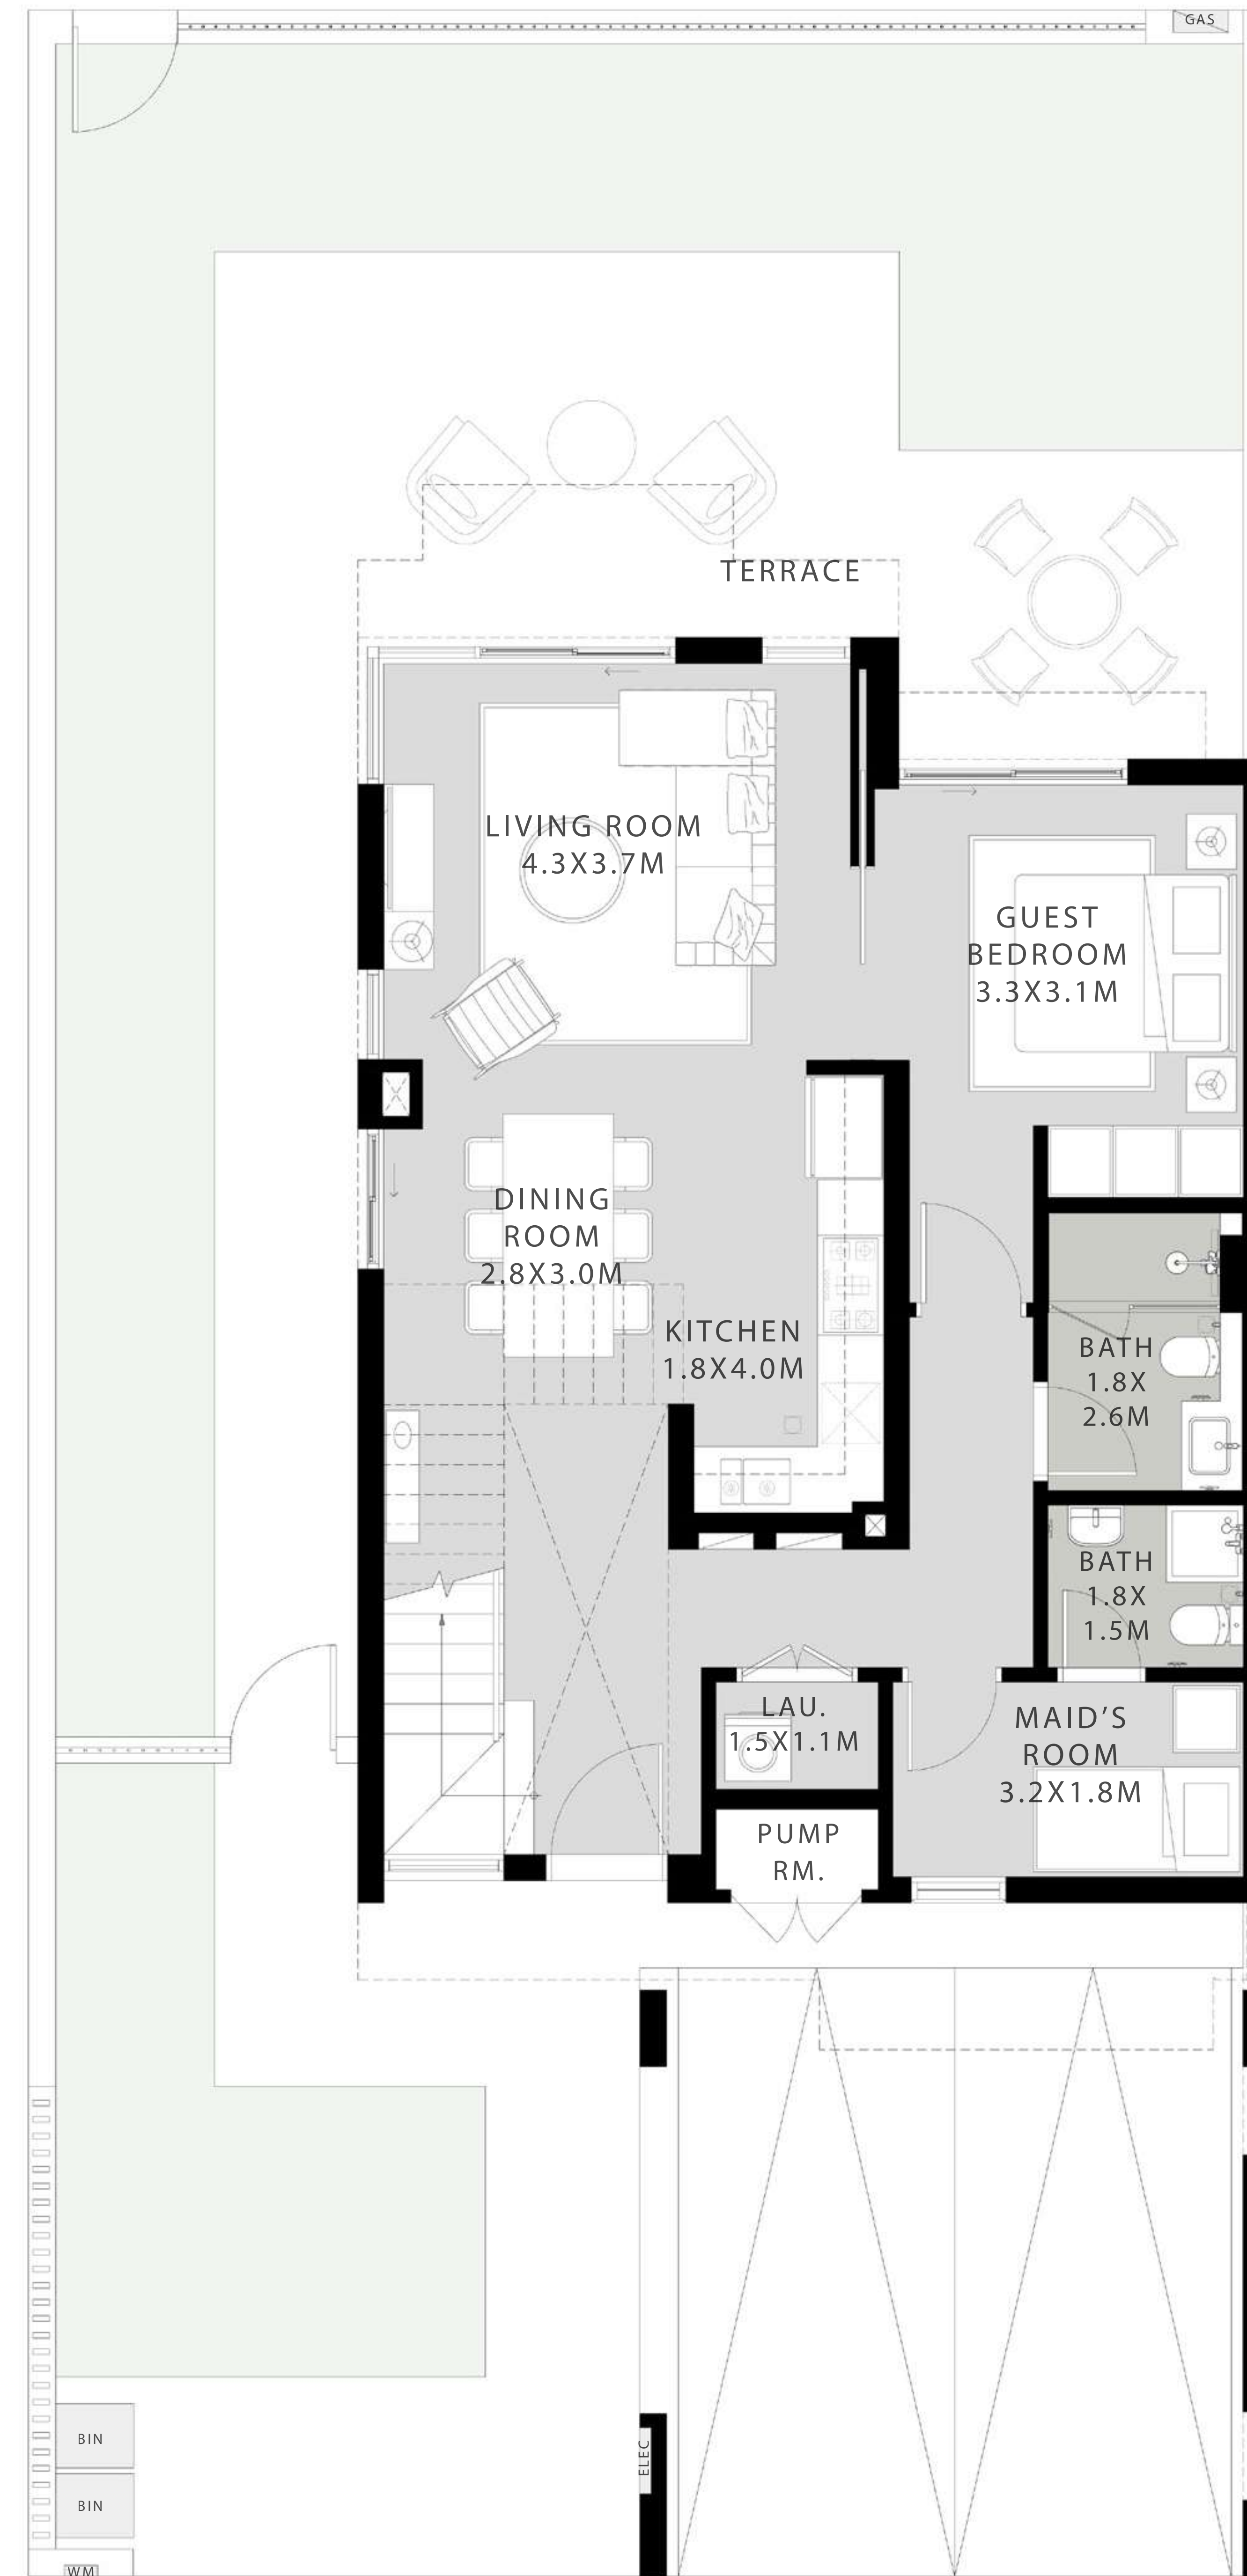 GAS
TERRACE
LIVING ROOM
4.3X3.7M
GUEST
BEDROOM
3.3X3.1M
DINING
ROOM
2.8X3.0M
KITCHEN
1.8X4.0M
BATH
1.8X
2.6M
BATH
1.8X
1.5M
LAU.
1.5X1.1M
MAID’S
ROOM
3.2X1.8M
PUMP
RM.
BIN
ELEC
BIN
WM